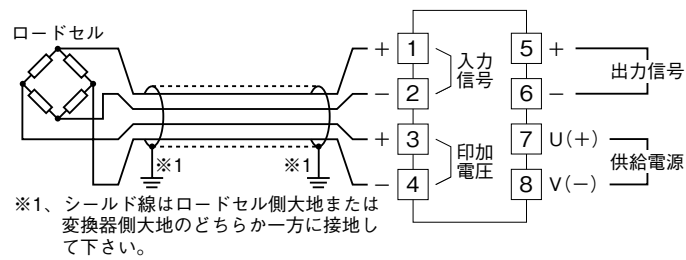 ロードセル
+ 1 入力 5 +
− 2 信号 6 − 出力信号
+ 3 印加 7 U(+)
− 4 電圧 8 V(−) 供給電源
※1 ※1
※1、シールド線はロードセル側大地または
変換器側大地のどちらか一方に接地し
て下さい。